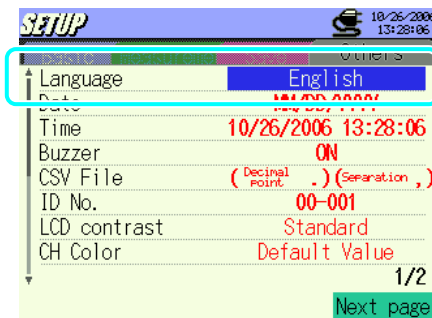 SETUP
10/26/2006
13:28:06
Others
Language English
Date
Time 10/26/2006 13:28:06
Buzzer ON
CSV File ( Decimal point . ) ( Separation , )
ID No. 00-001
LCD contrast Standard
CH Color Default Value
1/2
Next page